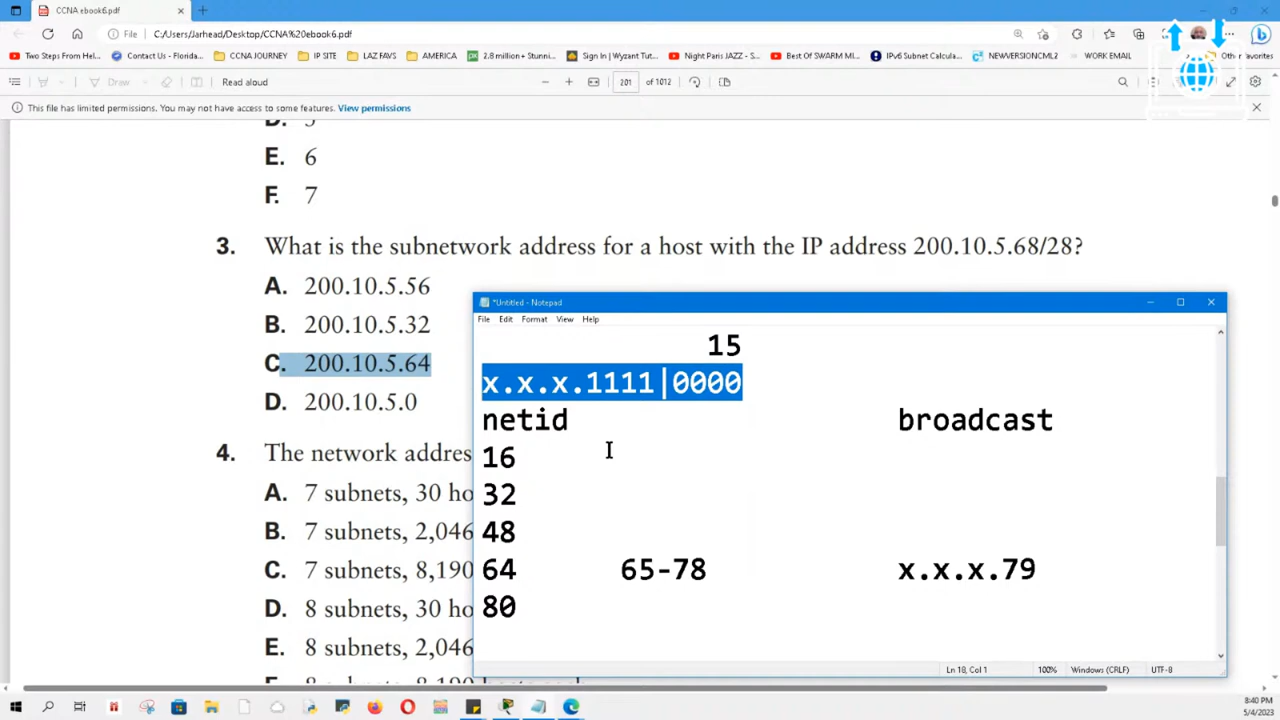 CCNA ebook6.pdf
File
C:/Users/Jarhead/Desktop/CCNA%20ebook6.pdf
Two Steps From Hel...
Contact Us - Florida...
CCNA JOURNEY
IP SITE
LAZ FAVS
AMERICA
2.8 million+ Stunni...
Sign In | Wyzant Tu...
Night Paris JAZZ - S...
Best Of SWARM ML...
IPv6 Subnet Calcula...
NEWVERSIONCML2
WORK EMAIL
Other favorites
Draw
Read aloud
201 of 1012
This file has limited permissions. You may not have access to some features. View permissions
D. 5
E. 6
F. 7
3. What is the subnetwork address for a host with the IP address 200.10.5.68/28?
A. 200.10.5.56
B. 200.10.5.32
C. 200.10.5.64
D. 200.10.5.0
4. The network addres
A. 7 subnets, 30 ho
B. 7 subnets, 2,046
C. 7 subnets, 8,190
D. 8 subnets, 30 ho
E. 8 subnets, 2,046
*Untitled - Notepad
File Edit Format View Help
15
x.x.x.1111|0000
netid broadcast
16
32
48
64 65-78 x.x.x.79
80
Ln 18, Col 1 100% Windows (CRLF) UTF-8
8:40 PM
5/4/2023